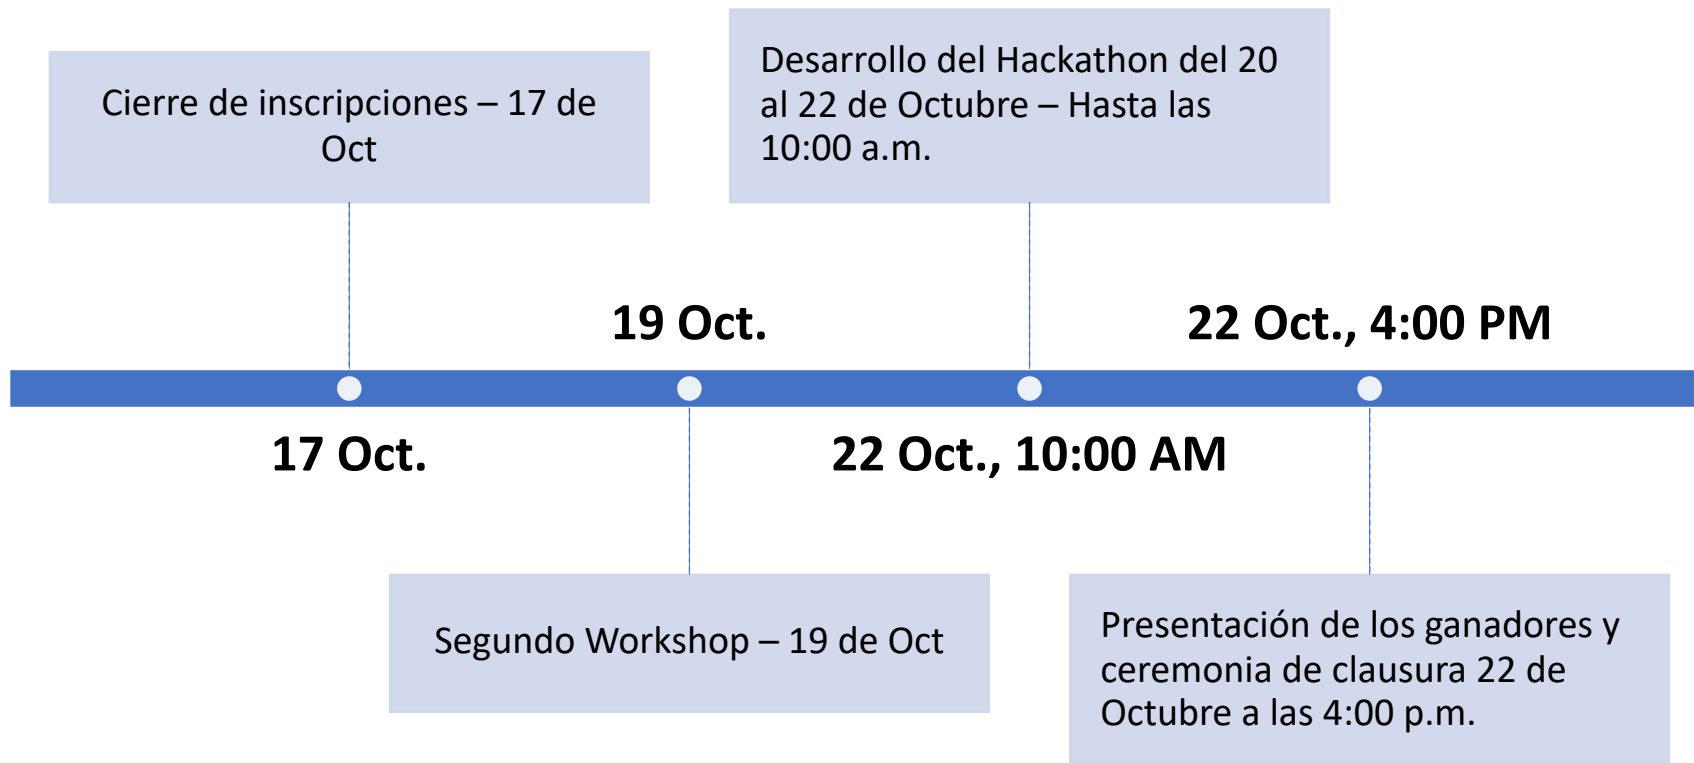 Cierre de inscripciones – 17 de
Oct
Desarrollo del Hackathon del 20
al 22 de Octubre – Hasta las
10:00 a.m.
19 Oct.
22 Oct., 4:00 PM
17 Oct.
22 Oct., 10:00 AM
Segundo Workshop – 19 de Oct
Presentación de los ganadores y
ceremonia de clausura 22 de
Octubre a las 4:00 p.m.